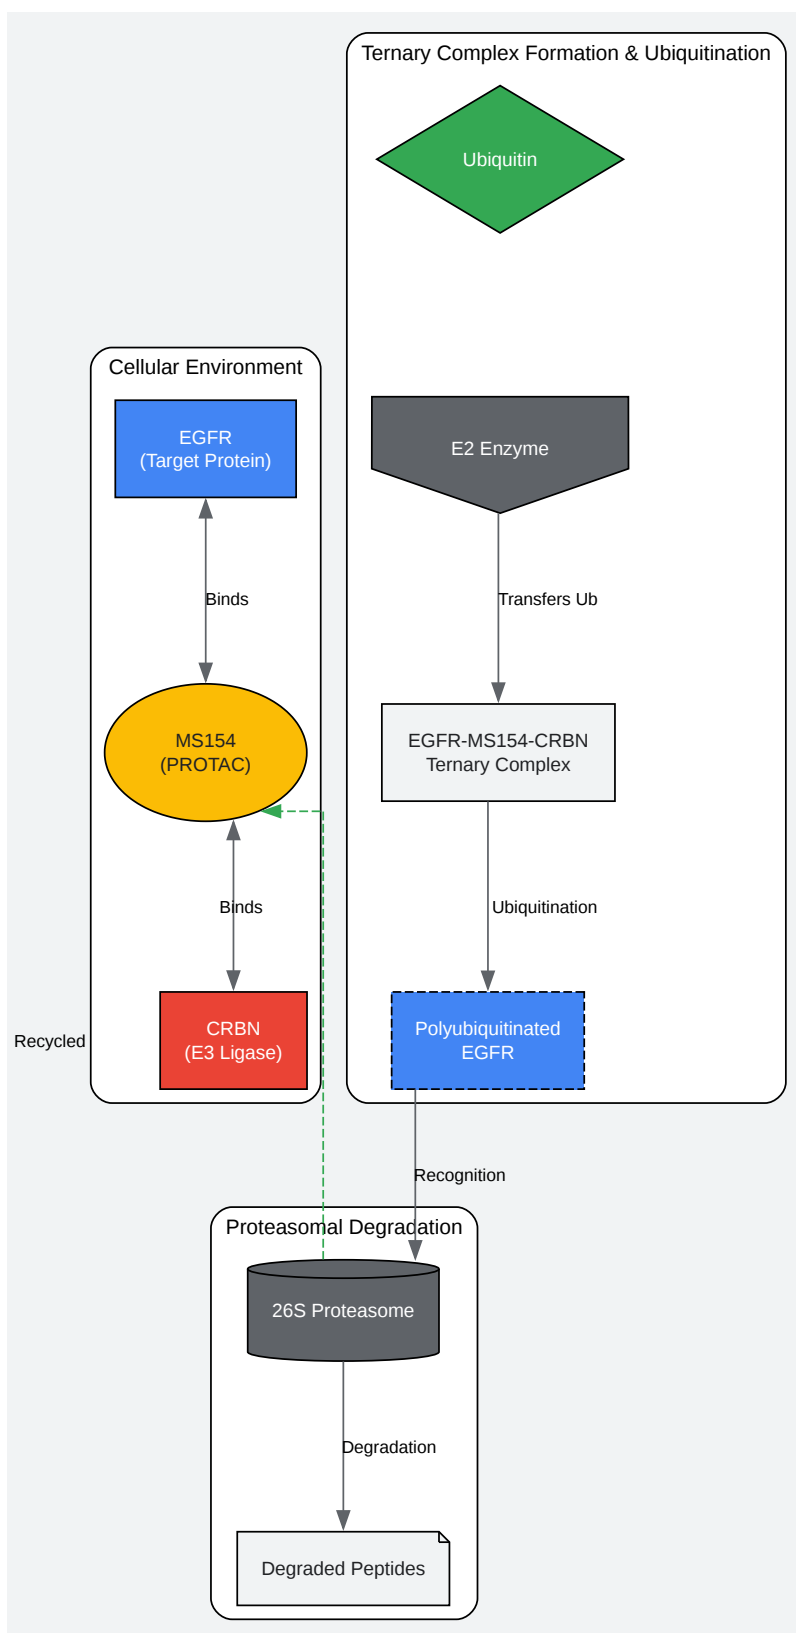 Ternary Complex Formation & Ubiquitination
Ubiquitin
Cellular Environment
EGFR
(Target Protein)
E2 Enzyme
Binds
Transfers Ub
MS154
(PROTAC)
EGFR-MS154-CRBN
Ternary Complex
Binds
Ubiquitination
CRBN
(E3 Ligase)
Polyubiquitinated
EGFR
Recycled
Recognition
Proteasomal Degradation
26S Proteasome
Degradation
Degraded Peptides